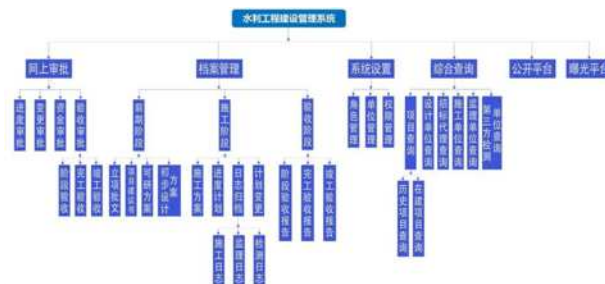 水利工程建设管理系统
网上审批
档案管理
系统设置
综合查询
公开平台
曝光平台
进度审批
变更审批
资金审批
验收审批
前期阶段
施工阶段
验收阶段
角色管理
单位管理
权限管理
项目查询
设计单位查询
招标代理查询
施工单位查询
监理单位查询
第三方检测
单位查询
阶段验收
完工验收
竣工验收
立项批文
项目建议书
可研方案
初步设计
方案
施工方案
进度计划
日志归档
计划变更
阶段验收报告
完工验收报告
竣工验收报告
历史项目查询
在建项目查询
施工日志
监理日志
检测日志